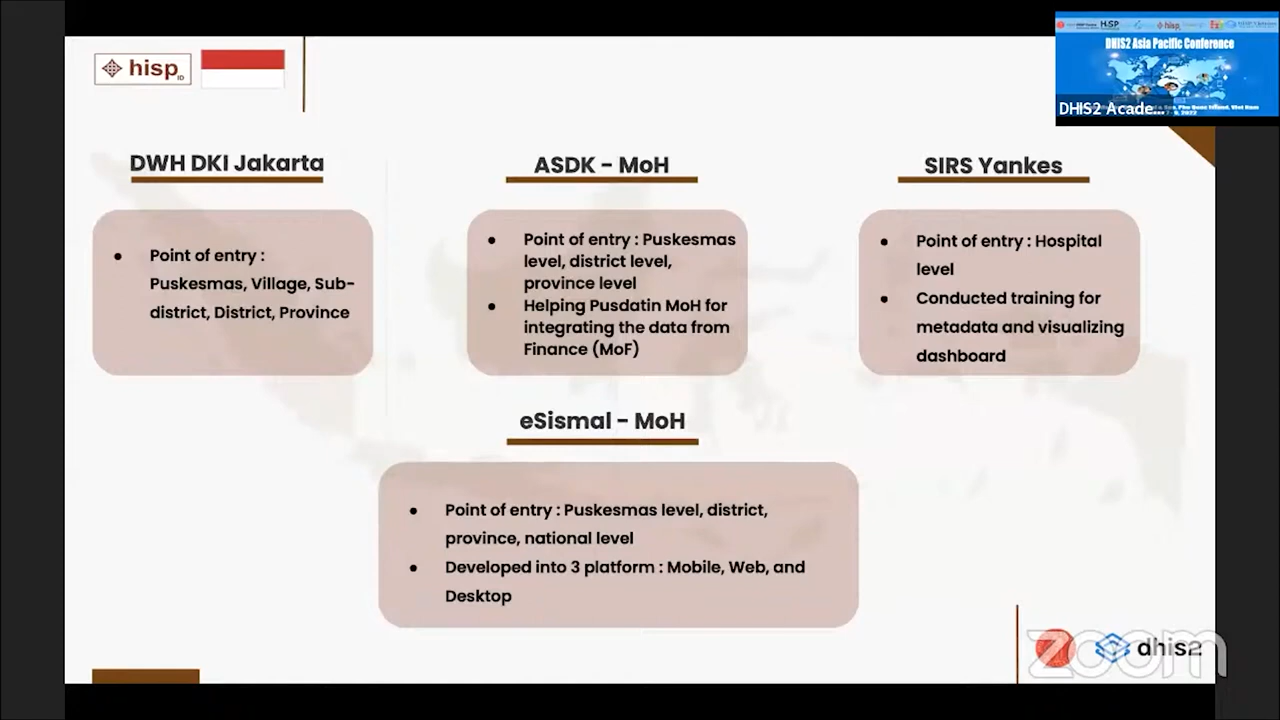 hisp
ID
DHIS2 Asia Pacific Conference
DHIS2 Acade...
DWH DKI Jakarta
• Point of entry :
Puskesmas, Village, Sub-
district, District, Province
ASDK - MoH
• Point of entry : Puskesmas
level, district level,
province level
• Helping Pusdatin MoH for
integrating the data from
Finance (MoF)
SIRS Yankes
• Point of entry : Hospital
level
• Conducted training for
metadata and visualizing
dashboard
eSismal - MoH
• Point of entry : Puskesmas level, district,
province, national level
• Developed into 3 platform : Mobile, Web, and
Desktop
dhis2
zoom